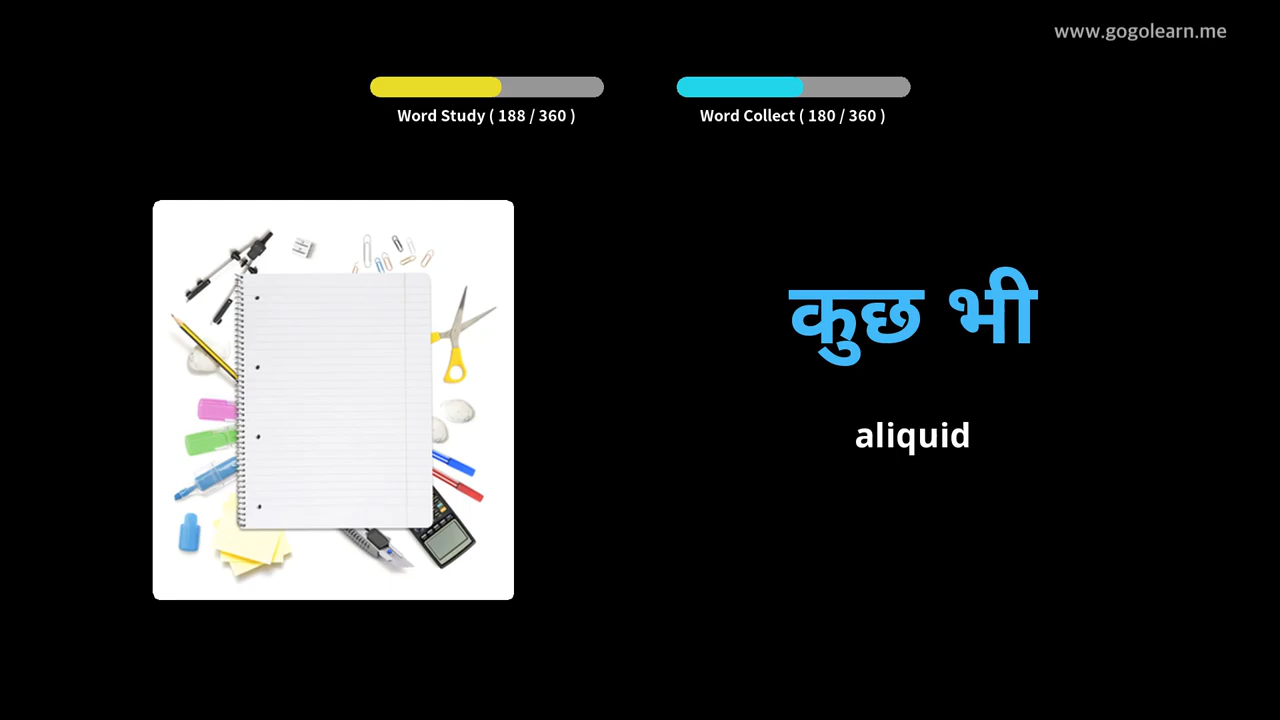 www.gogolearn.me
Word Study ( 188 / 360 )
Word Collect ( 180 / 360 )
कुछ भी
aliquid